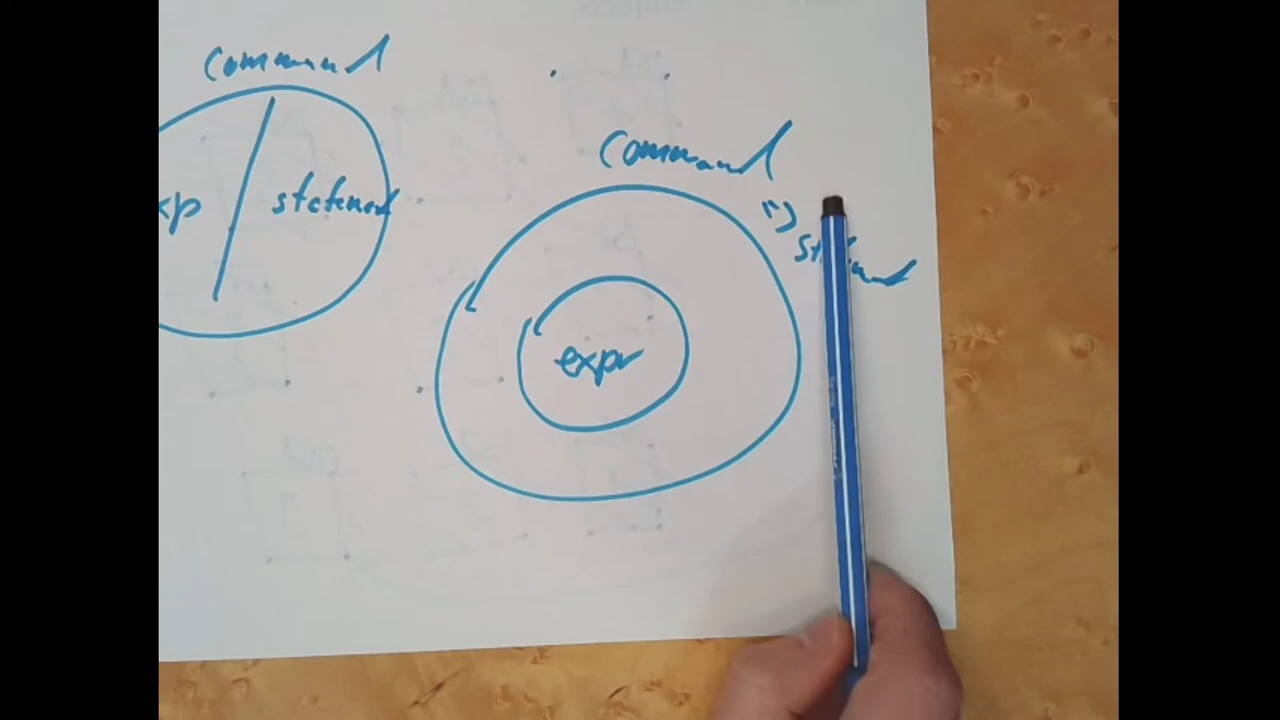 command
xp
statement
command
=>
statement
expr